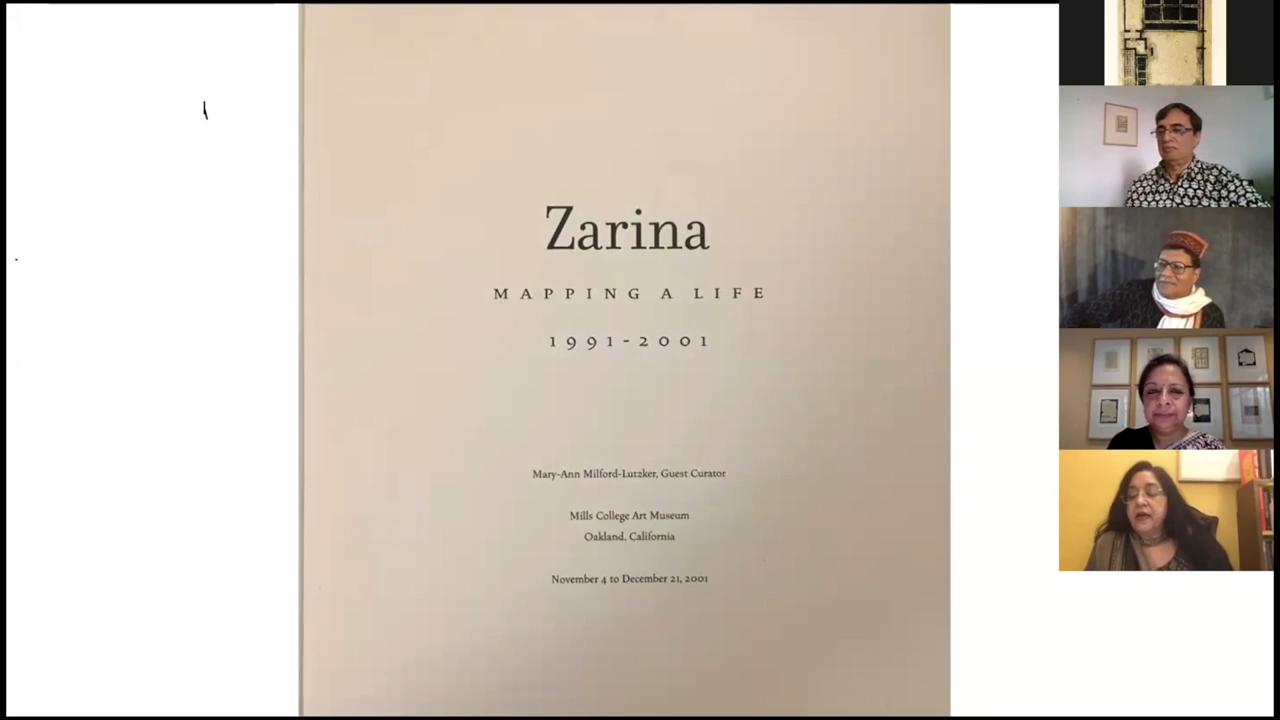 Zarina
MAPPING A LIFE
1991-2001
Mary-Ann Milford-Lutzker, Guest Curator
Mills College Art Museum
Oakland, California
November 4 to December 21, 2001